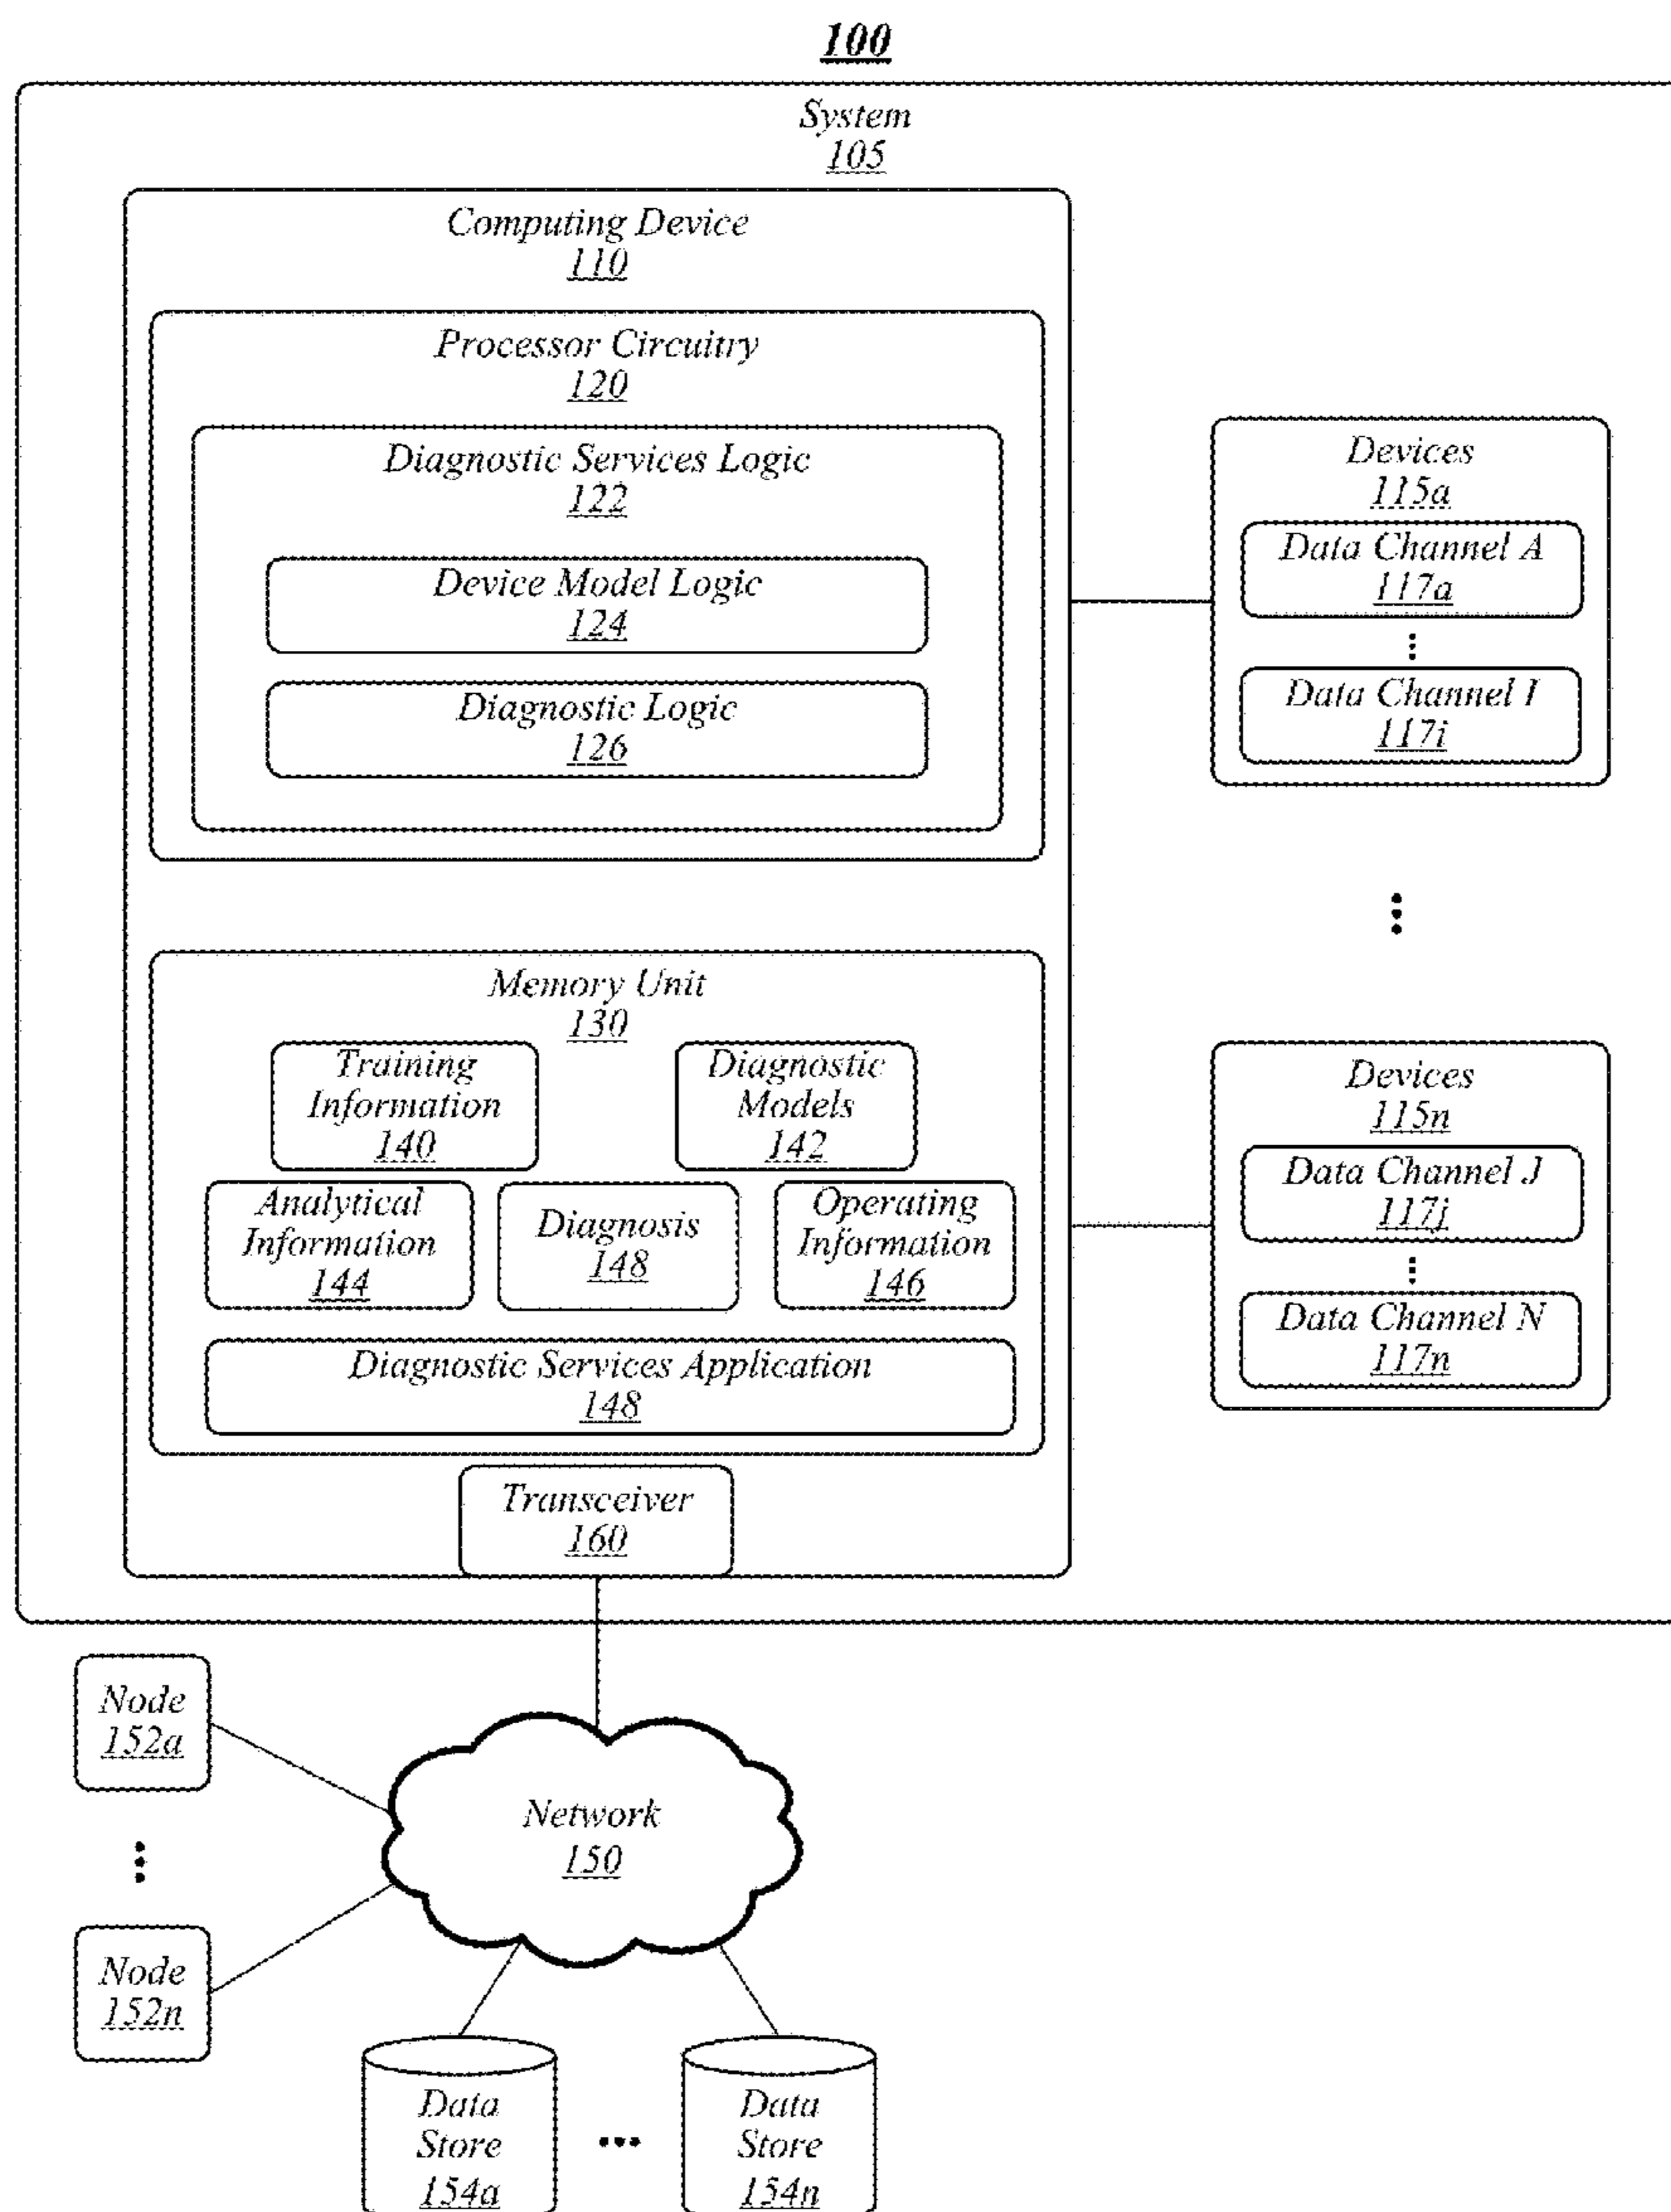 100
System
105
Computing Device
110
Processor Circuitry
120
Diagnostic Services Logic
122
Device Model Logic
124
Diagnostic Logic
126
Devices
115a
Data Channel A
117a
Data Channel I
117i
Memory Unit
130
Training
Information
140
Diagnostic
Models
142
Analytical
Information
144
Diagnosis
148
Operating
Information
146
Diagnostic Services Application
148
Devices
115n
Data Channel J
117j
Data Channel N
117n
Transceiver
160
Node
152a
Network
150
Node
152n
Data
Store
154a
Data
Store
154n